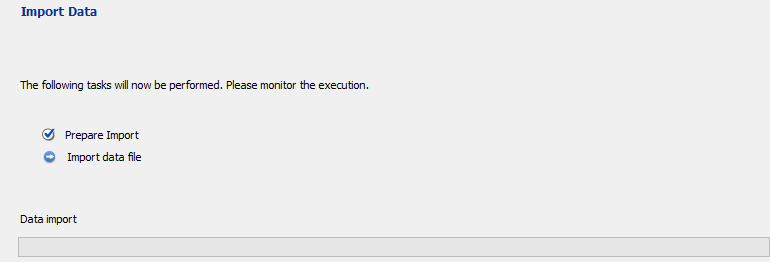 Import Data
The following tasks will now be performed. Please monitor the execution.
Prepare Import
Import data file
Data import